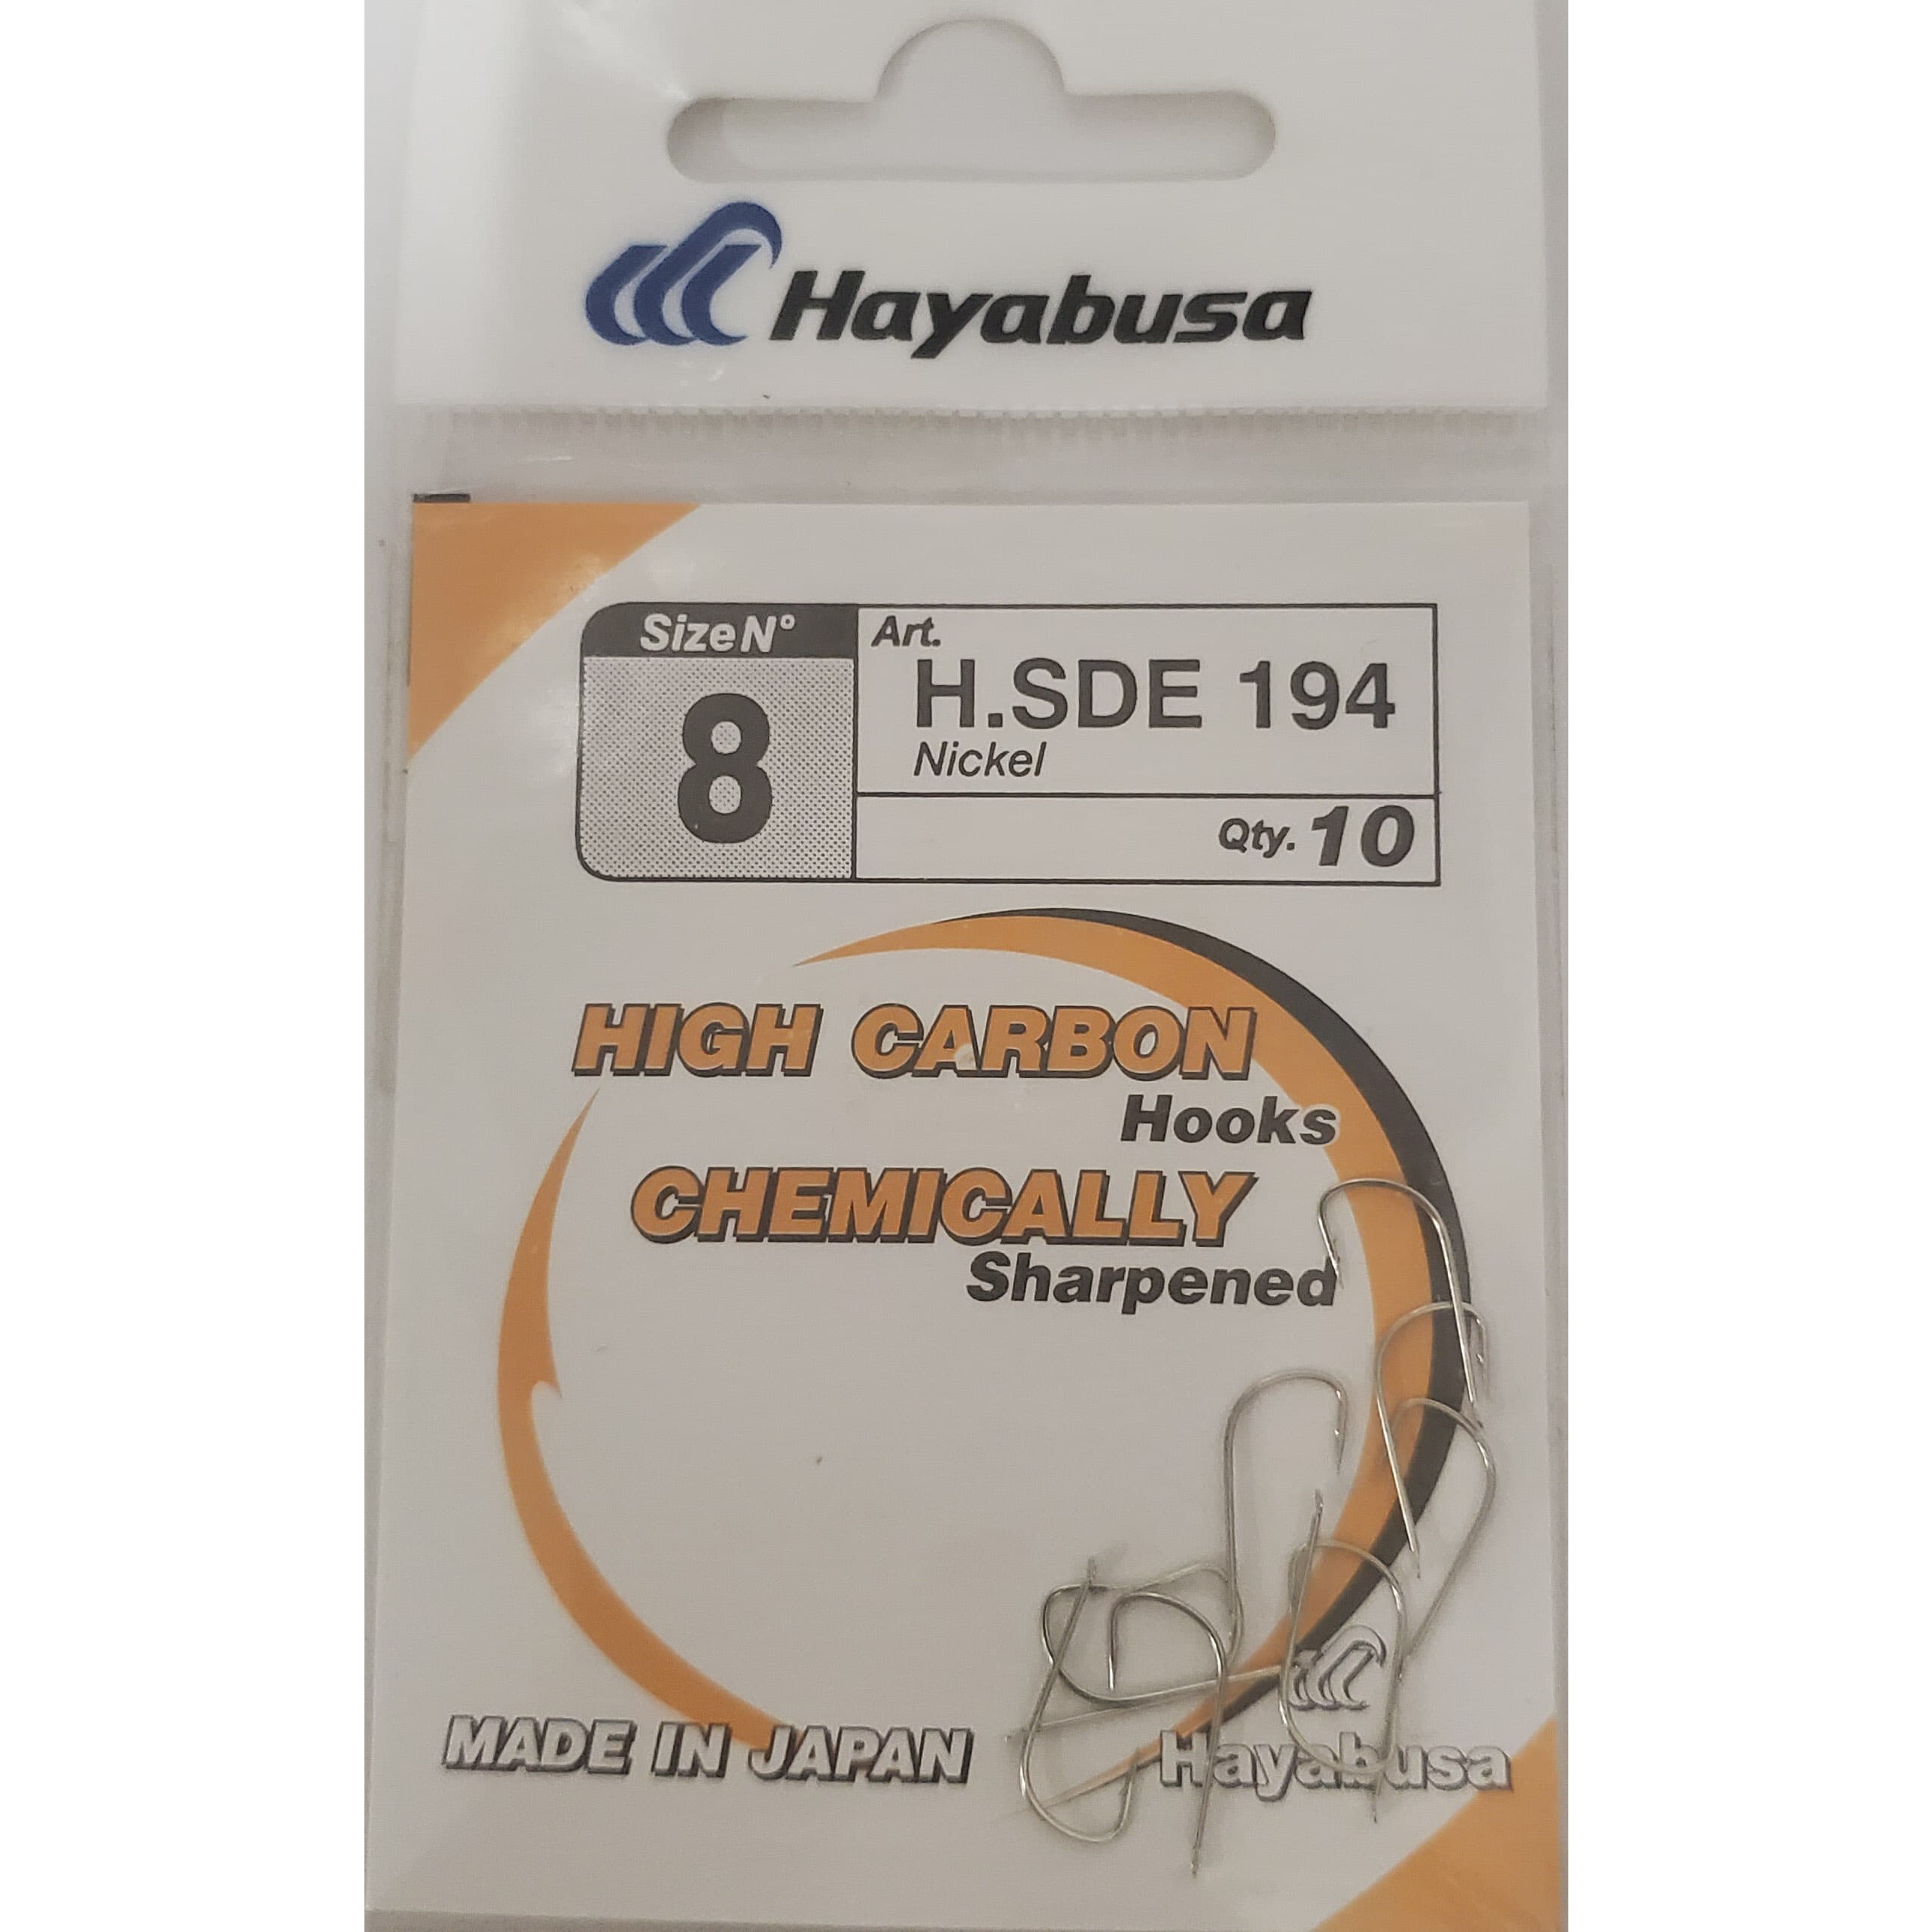 Hayabusa
Size N°
8
Art.
H.SDE 194
Nickel
Qty. 10
HIGH CARBON
Hooks
CHEMICALLY
Sharpened
MADE IN JAPAN
Hayabusa